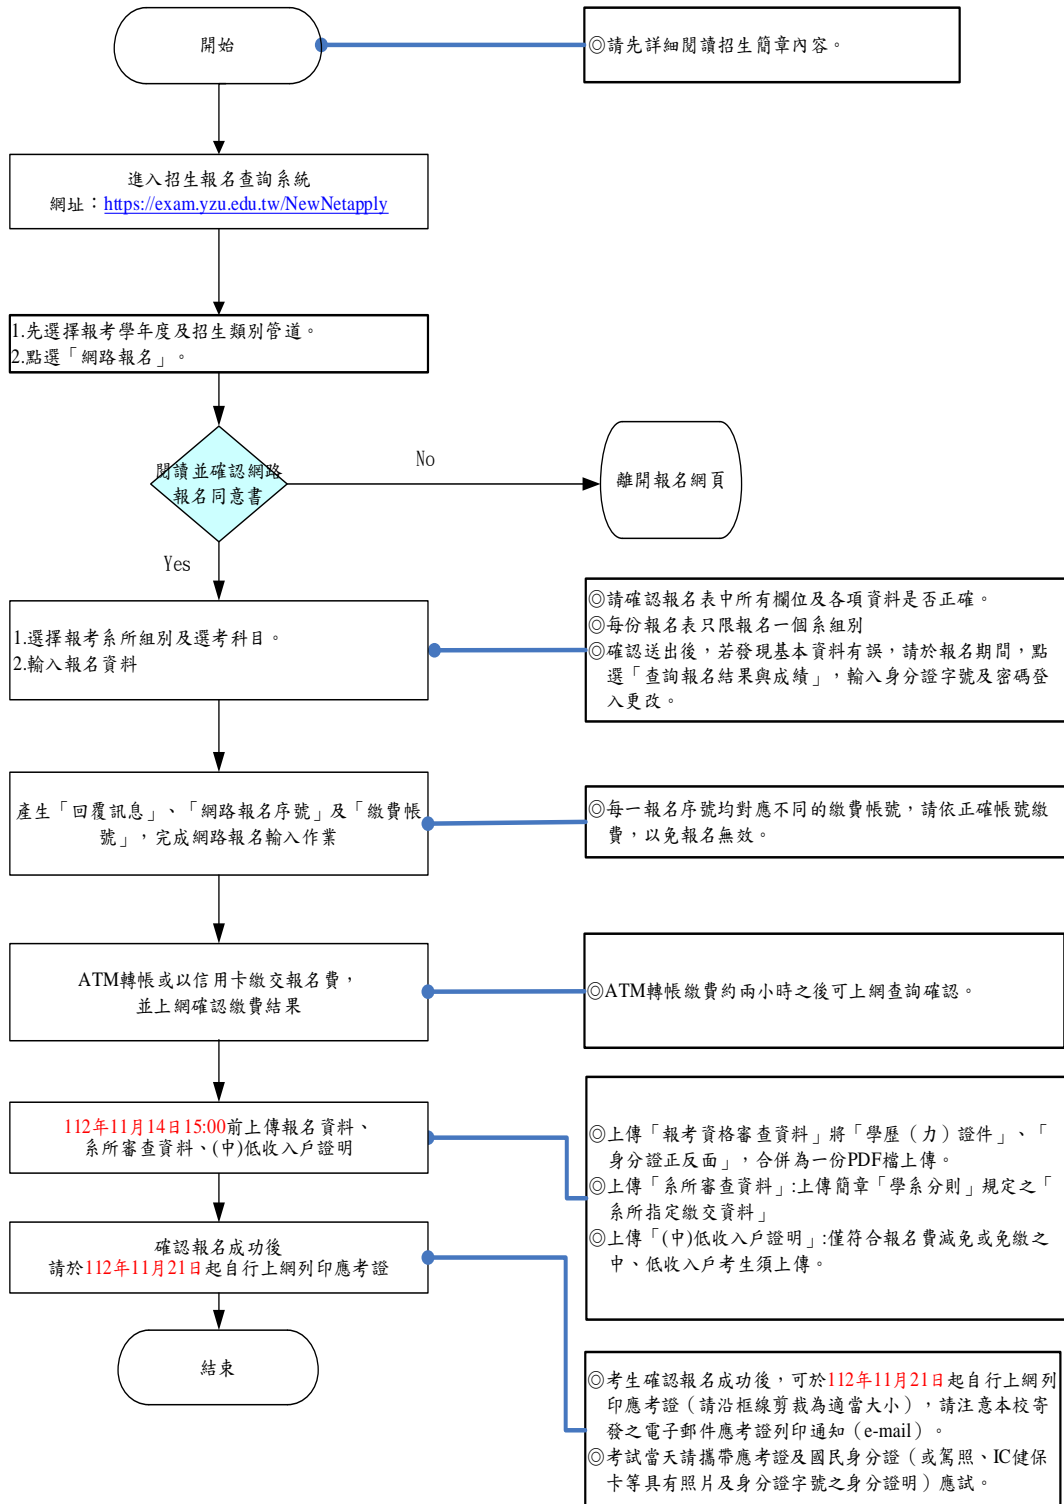 開始
◎請先詳細閱讀招生簡章內容。
進入招生報名查詢系統
網址：https://exam.yzu.edu.tw/NewNetapply
1.先選擇報考學年度及招生類別管道。
2.點選「網路報名」。
閱讀並確認網路
報名同意書
No
離開報名網頁
Yes
1.選擇報考系所組別及選考科目。
2.輸入報名資料
◎請確認報名表中所有欄位及各項資料是否正確。
◎每份報名表只限報名一個系組別
◎確認送出後，若發現基本資料有誤，請於報名期間，點
選「查詢報名結果與成績」，輸入身分證字號及密碼登
入更改。
產生「回覆訊息」、「網路報名序號」及「繳費帳
號」，完成網路報名輸入作業
◎每一報名序號均對應不同的繳費帳號，請依正確帳號繳
費，以免報名無效。
ATM轉帳或以信用卡繳交報名費，
並上網確認繳費結果
◎ATM轉帳繳費約兩小時之後可上網查詢確認。
112年11月14日15:00前上傳報名資料、
系所審查資料、(中)低收入戶證明
◎上傳「報考資格審查資料」將「學歷（力）證件」、「
身分證正反面」，合併為一份PDF檔上傳。
◎上傳「系所審查資料」:上傳簡章「學系分則」規定之「
系所指定繳交資料」
◎上傳「(中)低收入戶證明」:僅符合報名費減免或免繳之
中、低收入戶考生須上傳。
確認報名成功後
請於112年11月21日起自行上網列印應考證
結束
◎考生確認報名成功後，可於112年11月21日起自行上網列
印應考證（請沿框線剪裁為適當大小），請注意本校寄
發之電子郵件應考證列印通知（e-mail）。
◎考試當天請攜帶應考證及國民身分證（或駕照、IC健保
卡等具有照片及身分證字號之身分證明）應試。